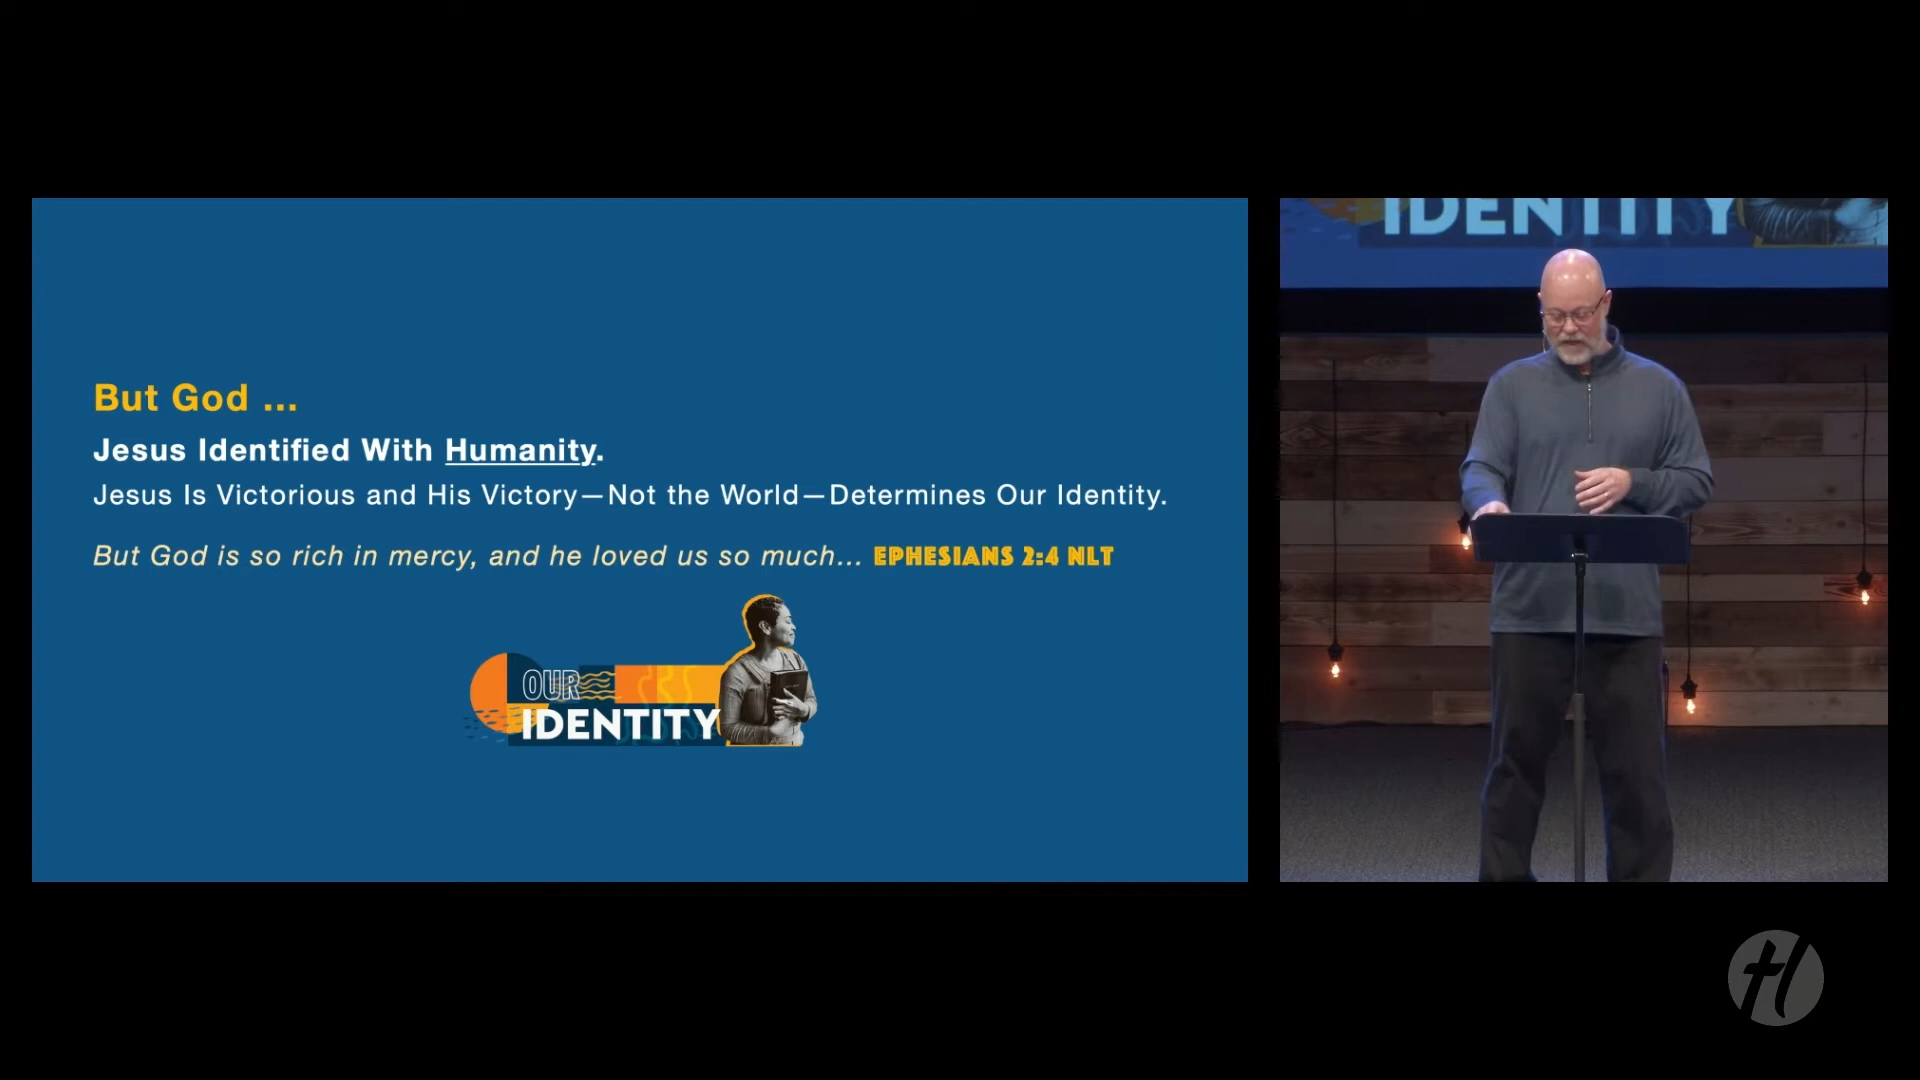 But God ...
Jesus Identified With Humanity.
Jesus Is Victorious and His Victory—Not the World—Determines Our Identity.
But God is so rich in mercy, and he loved us so much... EPHESIANS 2:4 NLT
OUR
IDENTITY
IDENTITY